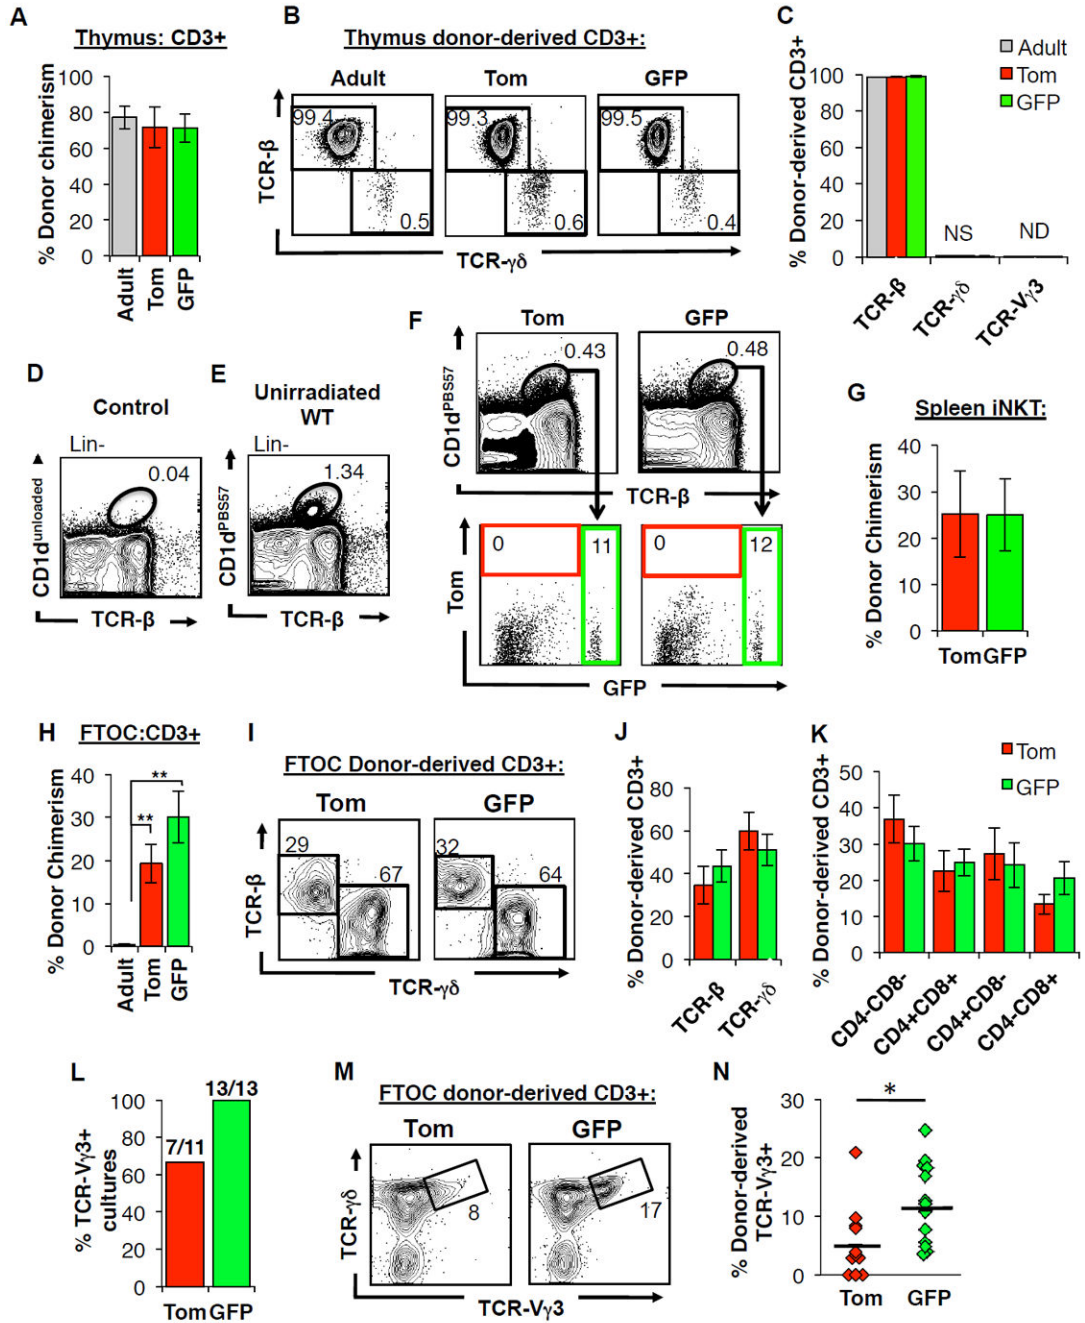 A
Thymus: CD3+
% Donor chimerism
100
80
60
40
20
0
Adult
Tom
GFP
B
Thymus donor-derived CD3+:
Adult
Tom
GFP
99.4
99.3
99.5
0.5
0.6
0.4
TCR-β
TCR-γδ
C
% Donor-derived CD3+
100
80
60
40
20
0
Adult
Tom
GFP
NS
ND
TCR-β
TCR-γδ
TCR-Vγ3
D
Control
Lin-
0.04
CD1d unloaded
TCR-β
E
Unirradiated
WT
Lin-
1.34
CD1d PBS57
TCR-β
F
Tom
GFP
0.43
0.48
CD1d PBS57
TCR-β
0
11
0
12
Tom
GFP
G
Spleen iNKT:
% Donor Chimerism
40
30
20
10
0
Tom GFP
H
FTOC:CD3+
% Donor Chimerism
40
30
20
10
0
**
**
Adult
Tom
GFP
I
FTOC Donor-derived CD3+:
Tom
GFP
29
67
32
64
TCR-β
TCR-γδ
J
% Donor-derived CD3+
80
60
40
20
0
TCR-β
TCR-γδ
K
% Donor-derived CD3+
50
40
30
20
10
0
Tom
GFP
CD4-CD8-
CD4+CD8+
CD4+CD8-
CD4-CD8+
L
% TCR-Vγ3+
cultures
100
80
60
40
20
0
7/11
13/13
Tom GFP
M
FTOC donor-derived CD3+:
Tom
GFP
8
17
TCR-γδ
TCR-Vγ3
N
% Donor-derived
TCR-Vγ3+
30
20
10
0
*
Tom
GFP